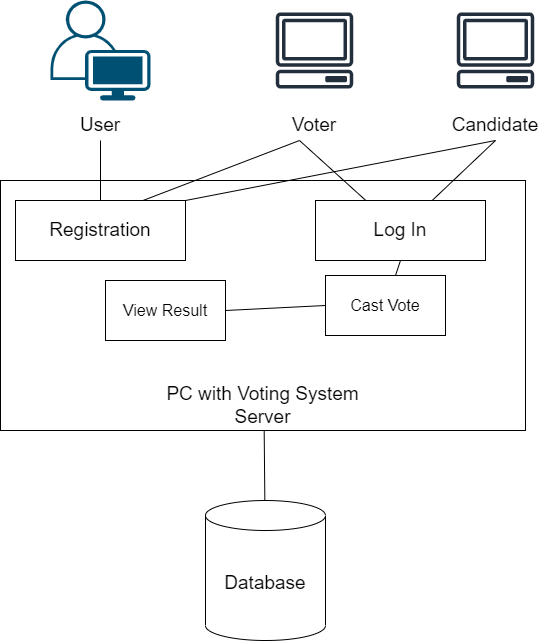 User
Voter
Candidate
Registration
Log In
View Result
Cast Vote
PC with Voting System
Server
Database